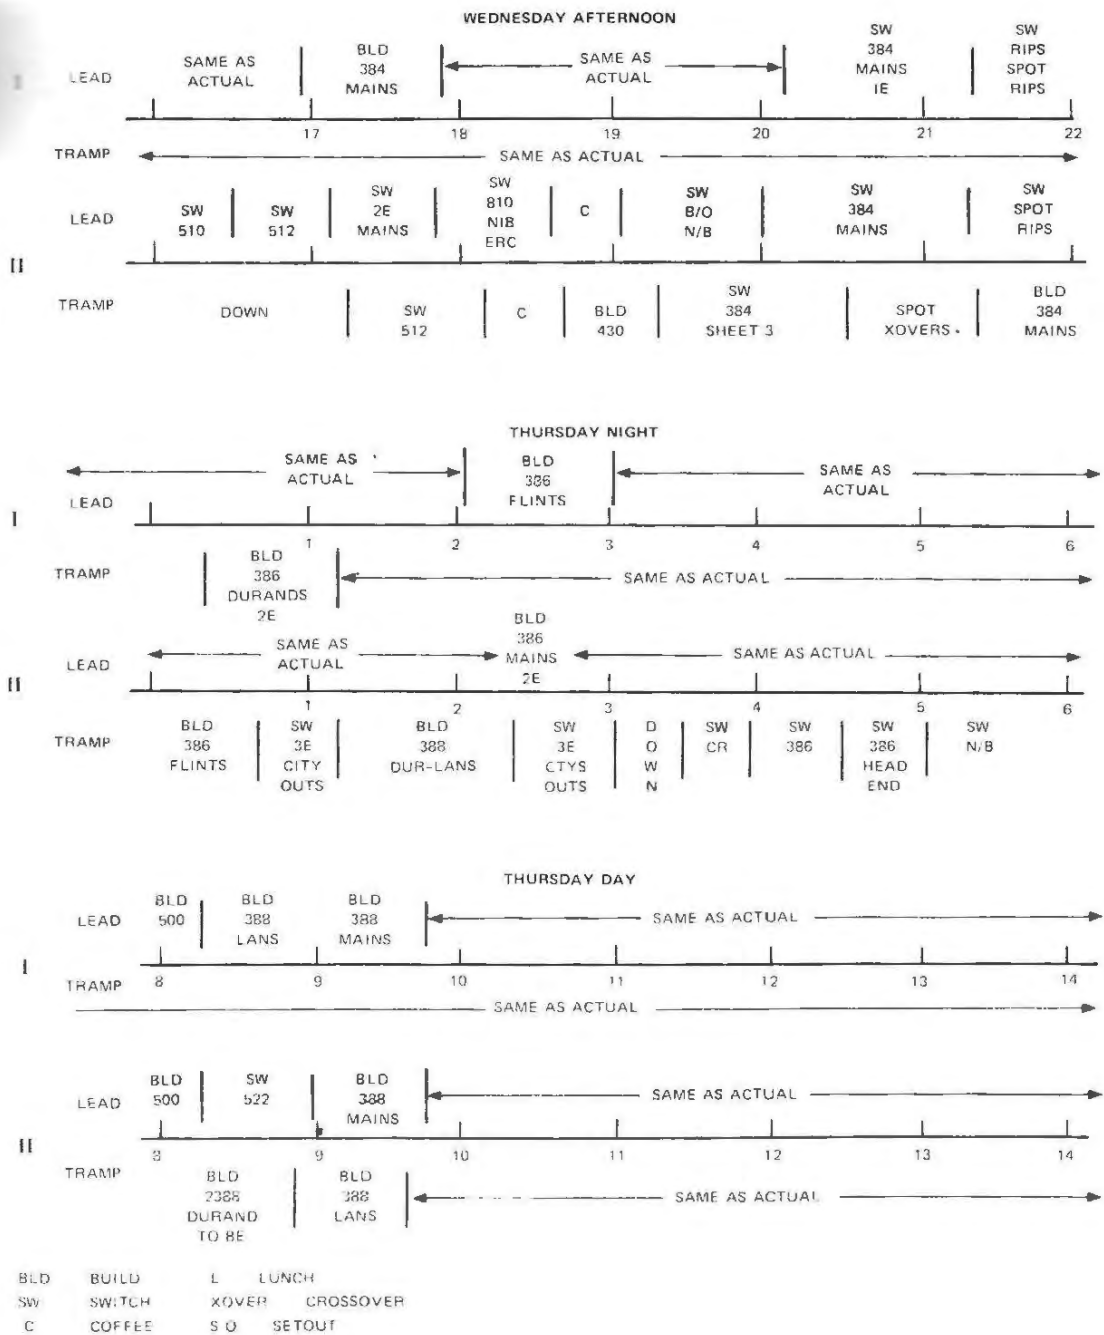 WEDNESDAY AFTERNOON
I
LEAD
SAME AS
ACTUAL
BLD
384
MAINS
SAME AS
ACTUAL
SW
384
MAINS
IE
SW
RIPS
SPOT
RIPS
17 18 19 20 21 22
TRAMP
SAME AS ACTUAL
II
LEAD
SW
510
SW
512
SW
2E
MAINS
SW
810
NIB
ERC
C
SW
B/O
N/B
SW
384
MAINS
SW
SPOT
RIPS
TRAMP
DOWN
SW
512
C
BLD
430
SW
384
SHEET 3
SPOT
XOVERS
BLD
384
MAINS
THURSDAY NIGHT
I
LEAD
SAME AS
ACTUAL
BLD
386
FLINTS
SAME AS
ACTUAL
1 2 3 4 5 6
TRAMP
BLD
386
DURANDS
2E
SAME AS ACTUAL
II
LEAD
SAME AS
ACTUAL
BLD
386
MAINS
2E
SAME AS ACTUAL
1 2 3 4 5 6
TRAMP
BLD
386
FLINTS
SW
3E
CITY
OUTS
BLD
388
DUR-LANS
SW
3E
CTYS
OUTS
D
O
W
N
SW
CR
SW
386
SW
386
HEAD
END
SW
N/B
THURSDAY DAY
I
LEAD
BLD
500
BLD
388
LANS
BLD
388
MAINS
SAME AS ACTUAL
8 9 10 11 12 13 14
TRAMP
SAME AS ACTUAL
II
LEAD
BLD
500
SW
522
BLD
388
MAINS
SAME AS ACTUAL
8 9 10 11 12 13 14
TRAMP
BLD
2388
DURAND
TO 8E
BLD
388
LANS
SAME AS ACTUAL
BLD BUILD L LUNCH
SW SWITCH XOVER CROSSOVER
C COFFEE S O SETOUT